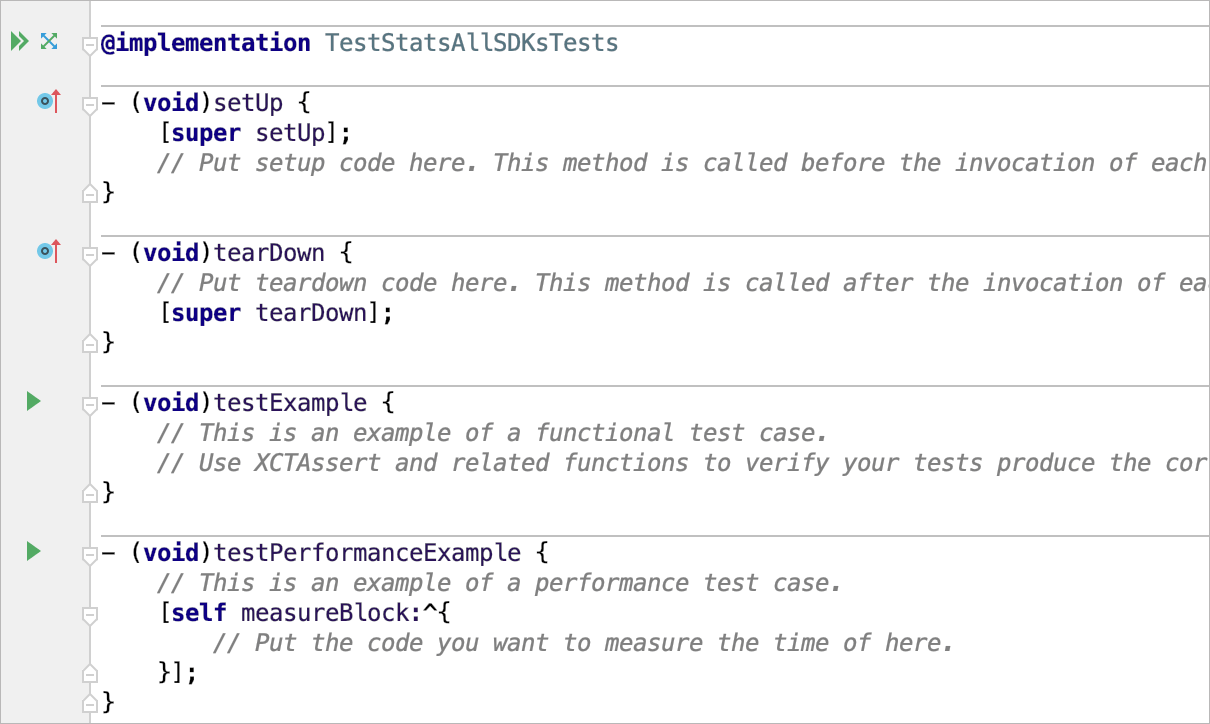 @implementation TestStatsAllSDKsTests
- (void)setUp {
    [super setUp];
    // Put setup code here. This method is called before the invocation of each
}
- (void)tearDown {
    // Put teardown code here. This method is called after the invocation of ea
    [super tearDown];
}
- (void)testExample {
    // This is an example of a functional test case.
    // Use XCTAssert and related functions to verify your tests produce the cor
}
- (void)testPerformanceExample {
    // This is an example of a performance test case.
    [self measureBlock:^{
        // Put the code you want to measure the time of here.
    }];
}